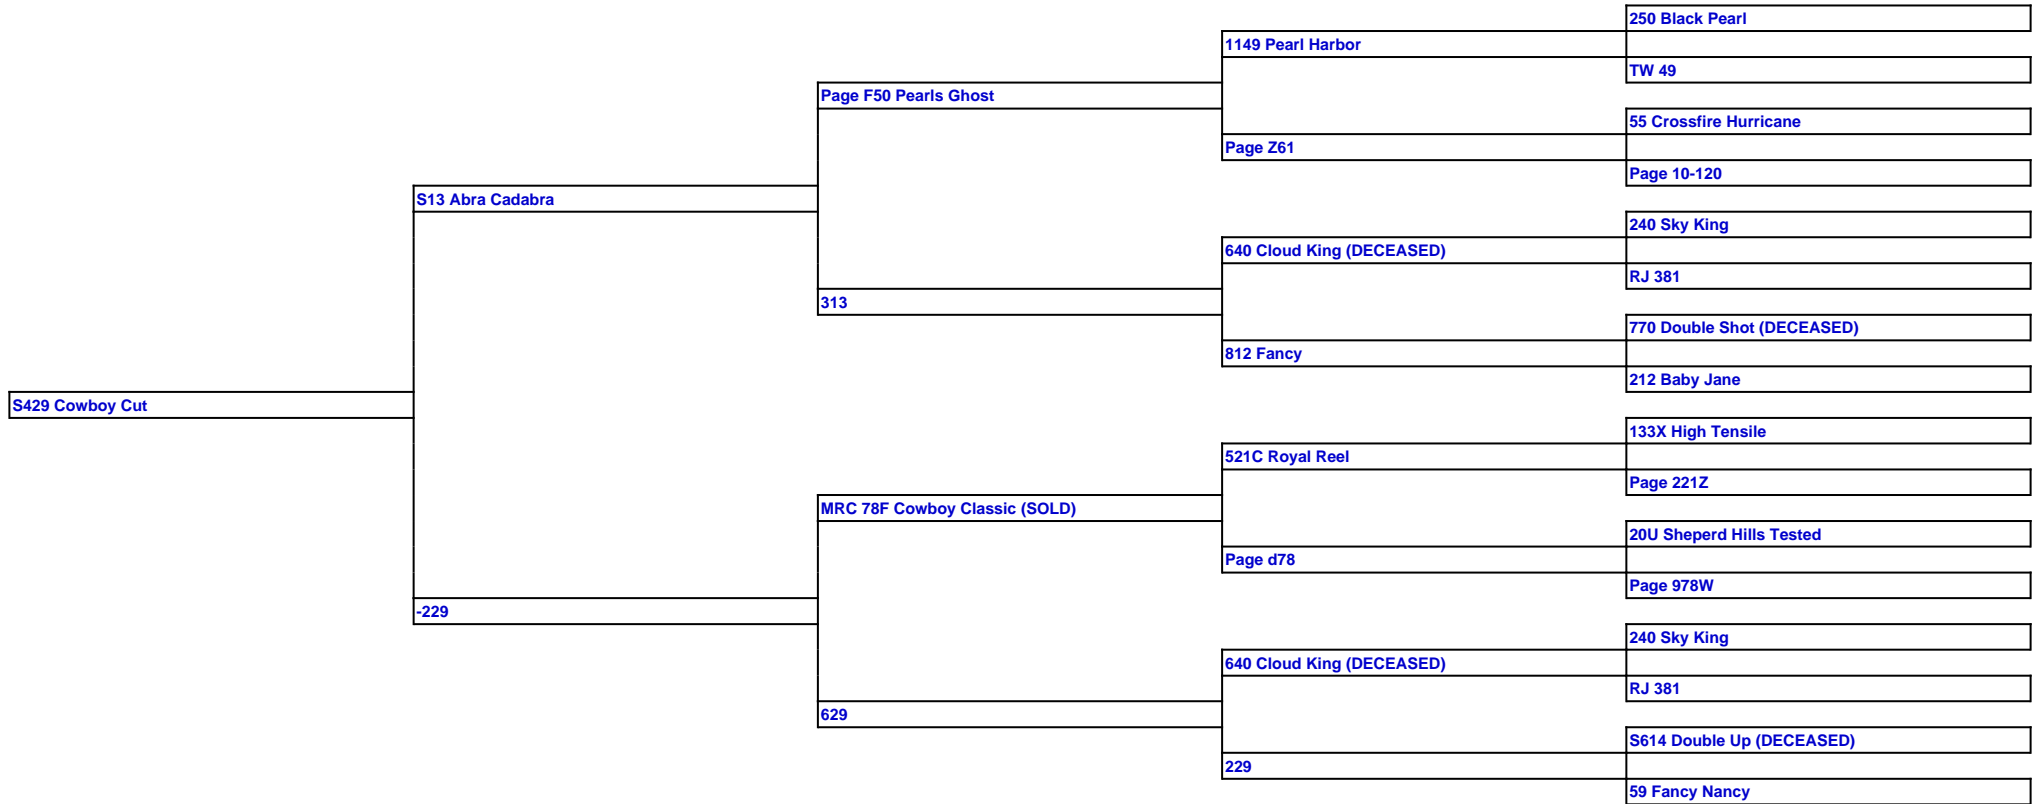 250 Black Pearl
1149 Pearl Harbor
TW 49
Page F50 Pearls Ghost
55 Crossfire Hurricane
Page Z61
Page 10-120
S13 Abra Cadabra
240 Sky King
640 Cloud King (DECEASED)
RJ 381
313
770 Double Shot (DECEASED)
812 Fancy
212 Baby Jane
S429 Cowboy Cut
133X High Tensile
521C Royal Reel
Page 221Z
MRC 78F Cowboy Classic (SOLD)
20U Sheperd Hills Tested
Page d78
Page 978W
-229
240 Sky King
640 Cloud King (DECEASED)
RJ 381
629
S614 Double Up (DECEASED)
229
59 Fancy Nancy